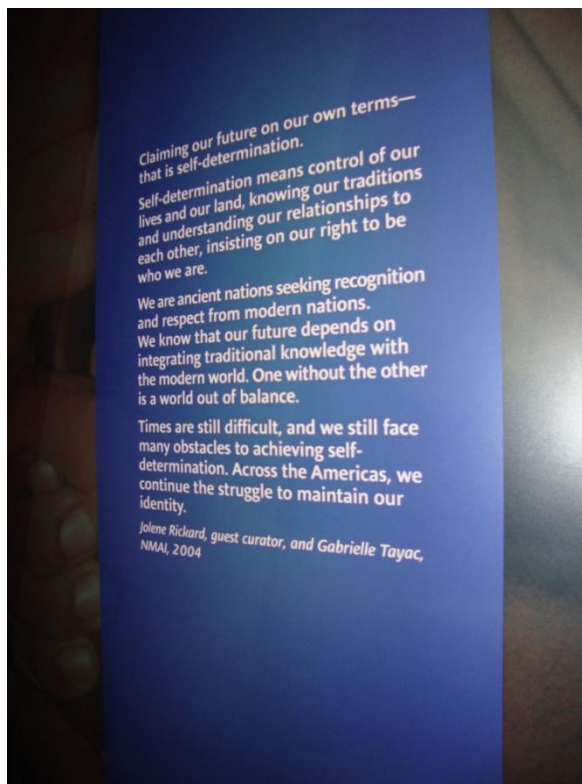 Claiming our future on our own terms—
that is self-determination.
Self-determination means control of our
lives and our land, knowing our traditions
and understanding our relationships to
each other, insisting on our right to be
who we are.
We are ancient nations seeking recognition
and respect from modern nations.
We know that our future depends on
integrating traditional knowledge with
the modern world. One without the other
is a world out of balance.
Times are still difficult, and we still face
many obstacles to achieving self-
determination. Across the Americas, we
continue the struggle to maintain our
identity.
Jolene Rickard, guest curator, and Gabrielle Tayac,
NMAI, 2004